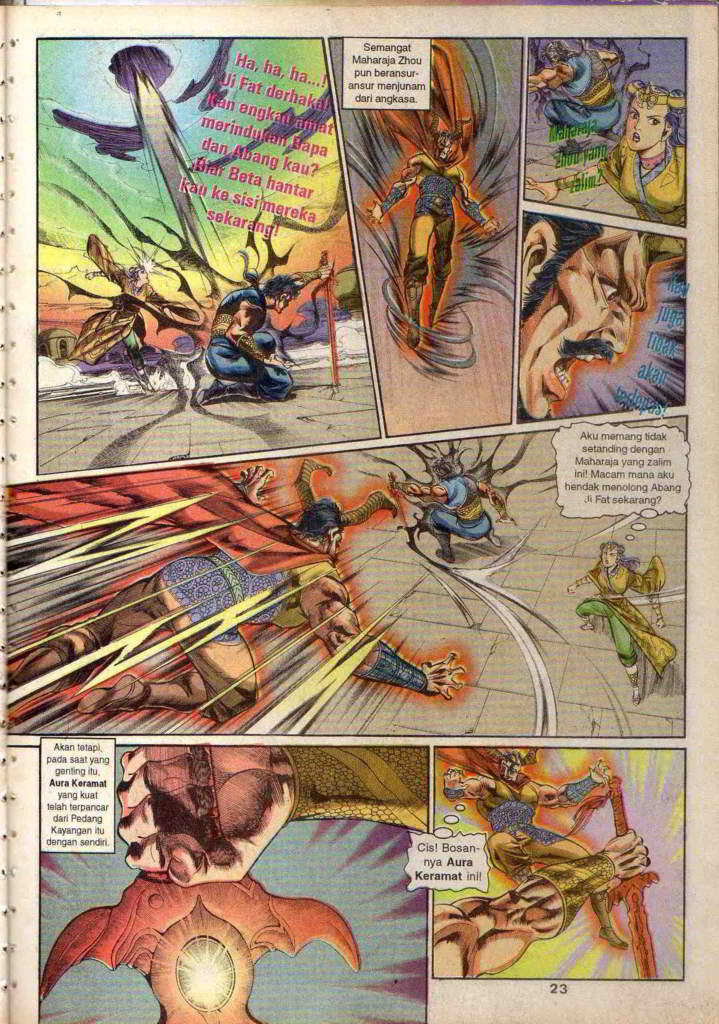 Ha, ha, ha...!
Ji Fat derhaka!
Kan engkau amat
merindukan Bapa
dan Abang kau?
Biar Beta hantar
kau ke sisi mereka
sekarang!
Semangat
Maharaja Zhou
pun beransur-
ansur menjunam
dari angkasa.
Maharaja
Zhou yang
zalim!
juga
Tidak
akan
terlepas!
Aku memang tidak
setanding dengan
Maharaja yang zalim
ini! Macam mana aku
hendak menolong Abang
Ji Fat sekarang?
Akan tetapi,
pada saat yang
genting itu,
Aura Keramat
yang kuat
telah terpancar
dari Pedang
Kayangan itu
dengan sendiri.
Cis! Bosan-
nya Aura
Keramat ini!
23